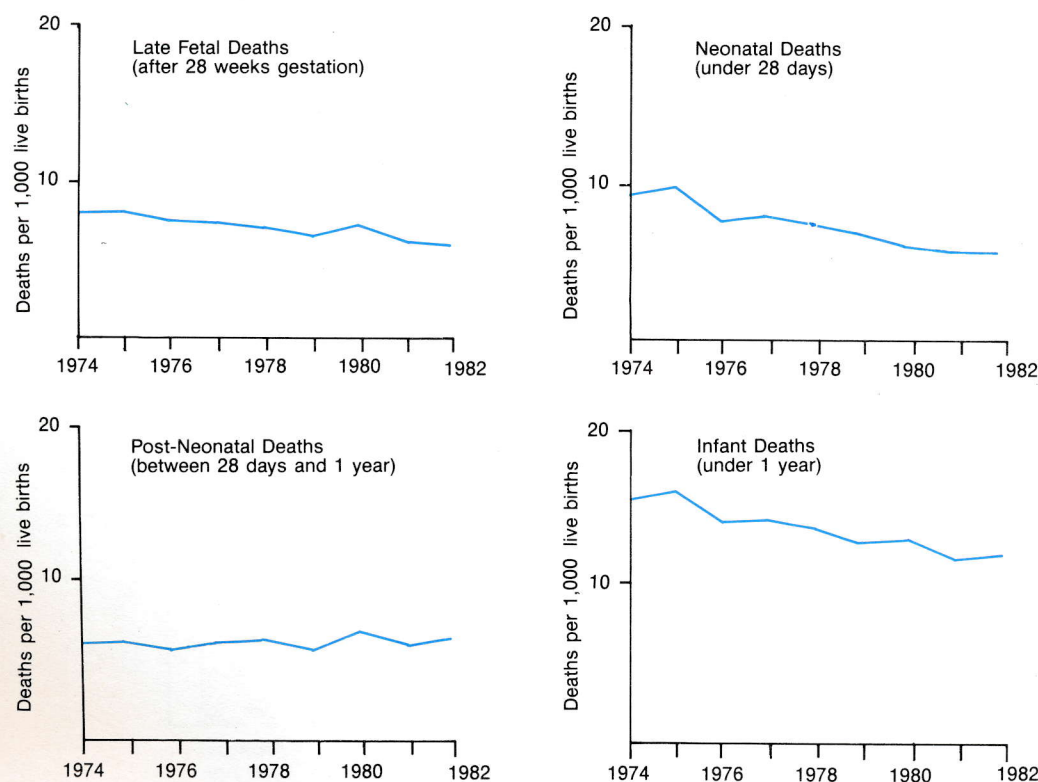 20
Late Fetal Deaths
(after 28 weeks gestation)
Deaths per 1,000 live births
10
1974 1976 1978 1980 1982
20
Neonatal Deaths
(under 28 days)
Deaths per 1,000 live births
10
1974 1976 1978 1980 1982
20
Post-Neonatal Deaths
(between 28 days and 1 year)
Deaths per 1,000 live births
10
1974 1976 1978 1980 1982
20
Infant Deaths
(under 1 year)
Deaths per 1,000 live births
10
1974 1976 1978 1980 1982